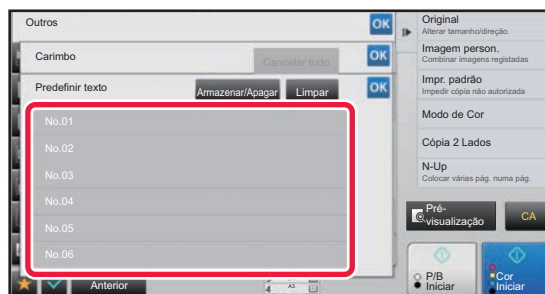 Outros
OK
Carimbo
Cancelar tudo
OK
Predefinir texto
Armazenar/Apagar
Limpar
OK
No.01
No.02
No.03
No.04
No.05
No.06
Anterior
4
A3
Original
Alterar tamanho/direção.
Imagem person.
Combinar imagens registadas
Impr. padrão
Impedir cópia não autorizada
Modo de Cor
Cópia 2 Lados
N-Up
Colocar várias pág. numa pág.
Pré-
visualização
CA
P/B
Iniciar
Cor
Iniciar